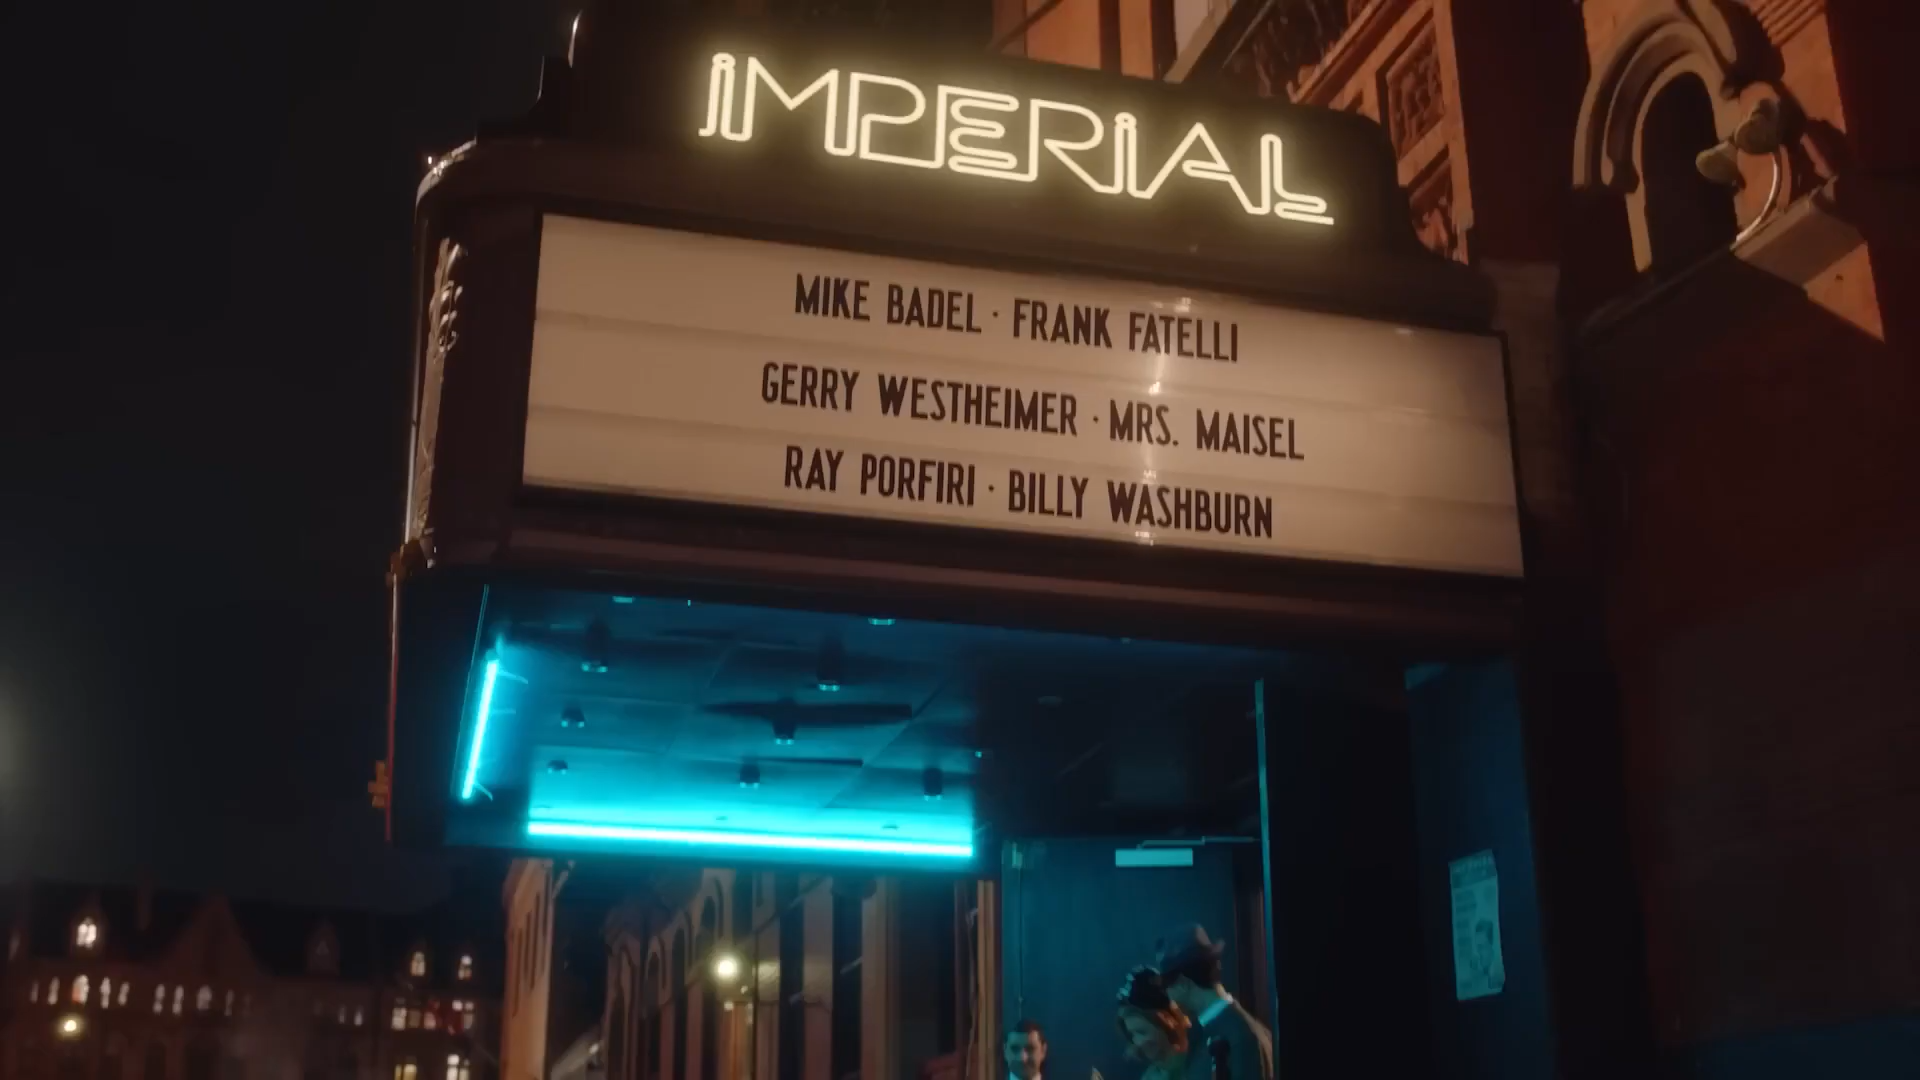 IMPERIAL
MIKE BADEL · FRANK FATELLI
GERRY WESTHEIMER · MRS. MAISEL
RAY PORFIRI · BILLY WASHBURN